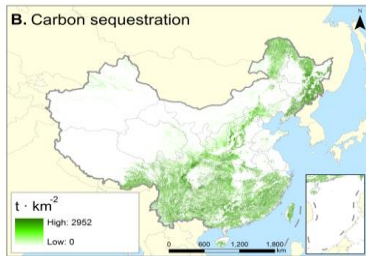 B. Carbon sequestration
N
t · km-2
High: 2952
Low: 0
0 600 1,200 1,800
km